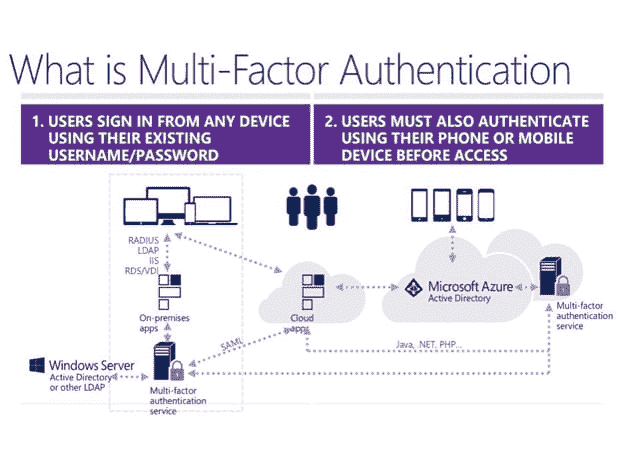 What is Multi-Factor Authentication
1. USERS SIGN IN FROM ANY DEVICE
USING THEIR EXISTING
USERNAME/PASSWORD
2. USERS MUST ALSO AUTHENTICATE
USING THEIR PHONE OR MOBILE
DEVICE BEFORE ACCESS
RADIUS
LDAP
IIS
RDS/VDI
On-premises
apps
Cloud
apps
Microsoft Azure
Active Directory
Multi-factor
authentication
service
SAML
Java, .NET, PHP...
Windows Server
Active Directory
or other LDAP
Multi-factor
authentication
service